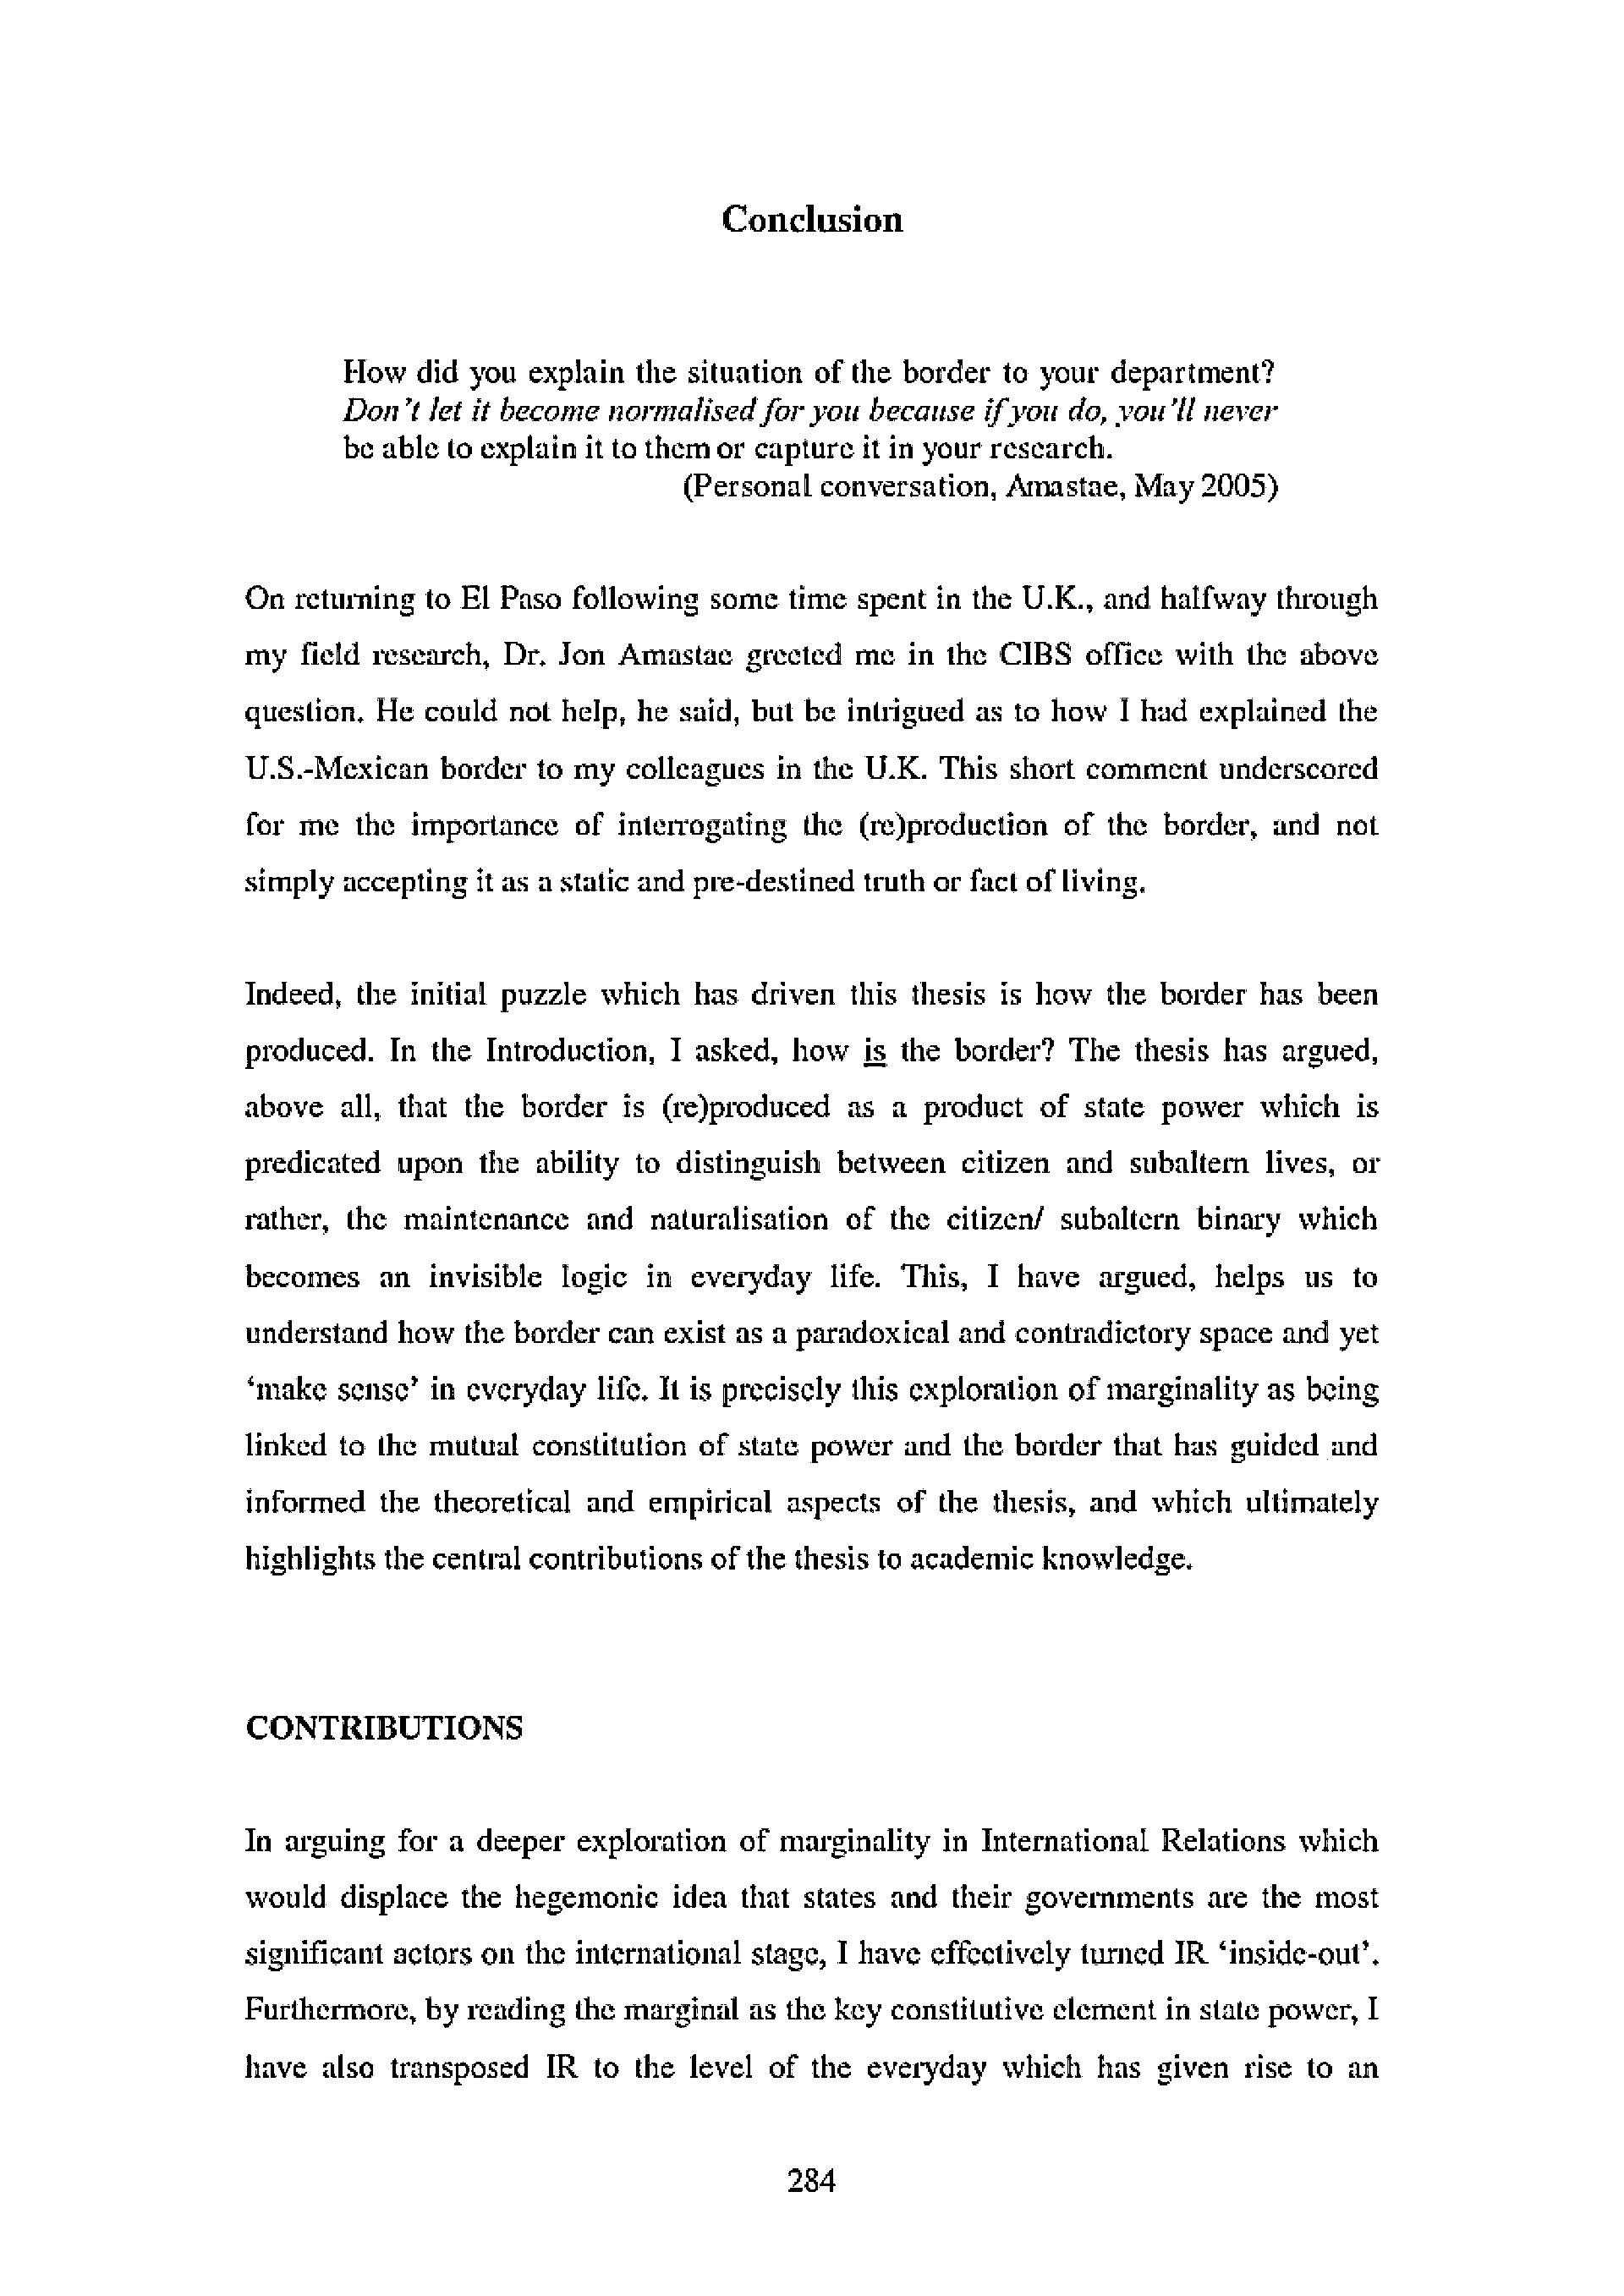 Conclusion
How did you explain the situation of the border to your department?
Don't let it become normalised for you because if you do, you'll never
be able to explain it to them or capture it in your research.
(Personal conversation, Amastae, May 2005)
On returning to El Paso following some time spent in the U.K., and halfway through
my field research, Dr. Jon Amastae greeted me in the CIBS office with the above
question. He could not help, he said, but be intrigued as to how I had explained the
U.S.-Mexican border to my colleagues in the U.K. This short comment underscored
for me the importance of interrogating the (re)production of the border, and not
simply accepting it as a static and pre-destined truth or fact of living.
Indeed, the initial puzzle which has driven this thesis is how the border has been
produced. In the Introduction, I asked, how is the border? The thesis has argued,
above all, that the border is (re)produced as a product of state power which is
predicated upon the ability to distinguish between citizen and subaltern lives, or
rather, the maintenance and naturalisation of the citizen/ subaltern binary which
becomes an invisible logic in everyday life. This, I have argued, helps us to
understand how the border can exist as a paradoxical and contradictory space and yet
‘make sense’ in everyday life. It is precisely this exploration of marginality as being
linked to the mutual constitution of state power and the border that has guided and
informed the theoretical and empirical aspects of the thesis, and which ultimately
highlights the central contributions of the thesis to academic knowledge.
CONTRIBUTIONS
In arguing for a deeper exploration of marginality in International Relations which
would displace the hegemonic idea that states and their governments are the most
significant actors on the international stage, I have effectively turned IR ‘inside-out’.
Furthermore, by reading the marginal as the key constitutive element in state power, I
have also transposed IR to the level of the everyday which has given rise to an
284